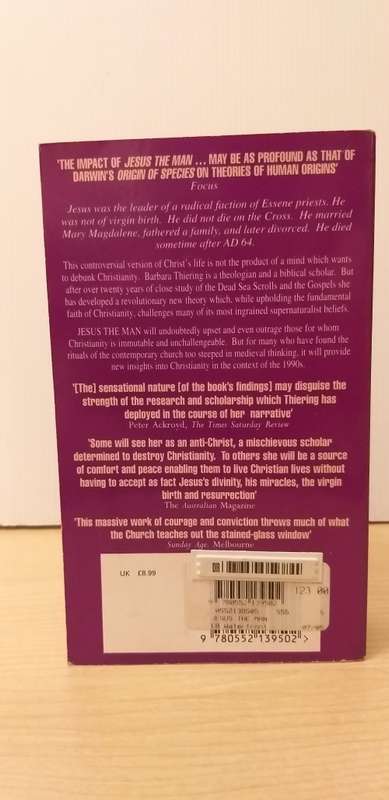 'THE IMPACT OF JESUS THE MAN ... MAY BE AS PROFOUND AS THAT OF
DARWIN'S ORIGIN OF SPECIES ON THEORIES OF HUMAN ORIGINS'
Focus
Jesus was the leader of a radical faction of Essene priests. He
was not of virgin birth. He did not die on the Cross. He married
Mary Magdalene, fathered a family, and later divorced. He died
sometime after AD 64.
This controversial version of Christ's life is not the product of a mind which wants
to debunk Christianity. Barbara Thiering is a theologian and a biblical scholar. But
after over twenty years of close study of the Dead Sea Scrolls and the Gospels she
has developed a revolutionary new theory which, while upholding the fundamental
faith of Christianity, challenges many of its most ingrained supernaturalist beliefs.
JESUS THE MAN will undoubtedly upset and even outrage those for whom
Christianity is immutable and unchallengeable. But for many who have found the
rituals of the contemporary church too steeped in medieval thinking, it will provide
new insights into Christianity in the context of the 1990s.
'[The] sensational nature [of the book's findings] may disguise the
strength of the research and scholarship which Thiering has
deployed in the course of her narrative'
Peter Ackroyd, The Times Saturday Review
'Some will see her as an anti-Christ, a mischievous scholar
determined to destroy Christianity. To others she will be a source
of comfort and peace enabling them to live Christian lives without
having to accept as fact Jesus's divinity, his miracles, the virgin
birth and resurrection'
The Australian Magazine
'This massive work of courage and conviction throws much of what
the Church teaches out the stained-glass window'
Sunday Age, Melbourne
UK £8.99
123 00
9 780552 139502
0552139505 555
JESUS THE MAN
07/05
9 780552 139502 >